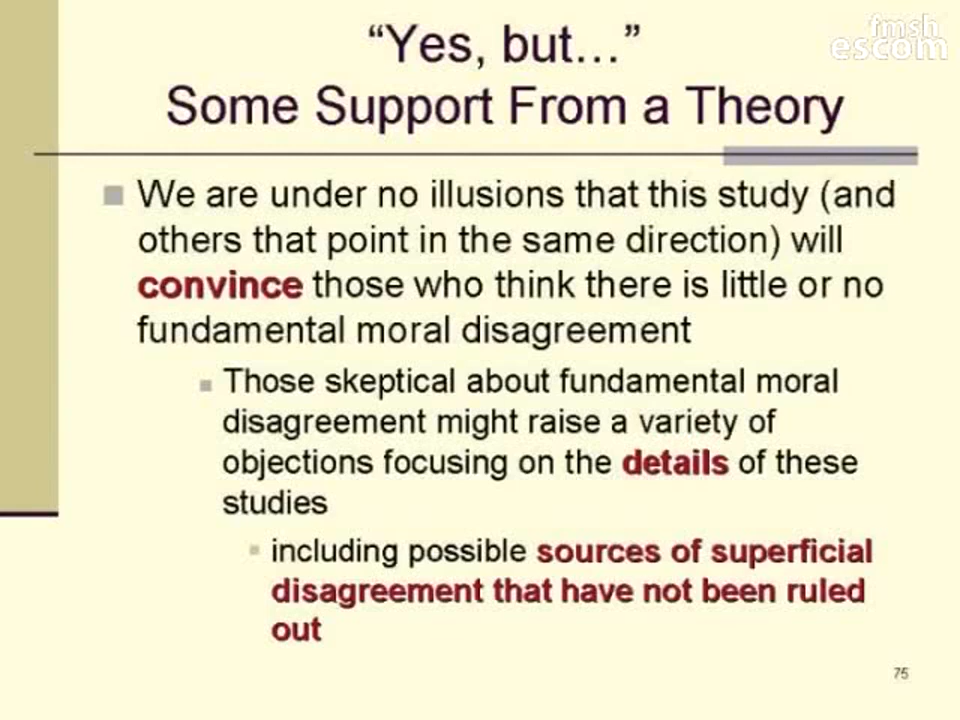 “Yes, but…”
Some Support From a Theory
fmsh
escom
We are under no illusions that this study (and
others that point in the same direction) will
convince those who think there is little or no
fundamental moral disagreement
Those skeptical about fundamental moral
disagreement might raise a variety of
objections focusing on the details of these
studies
including possible sources of superficial
disagreement that have not been ruled
out
75